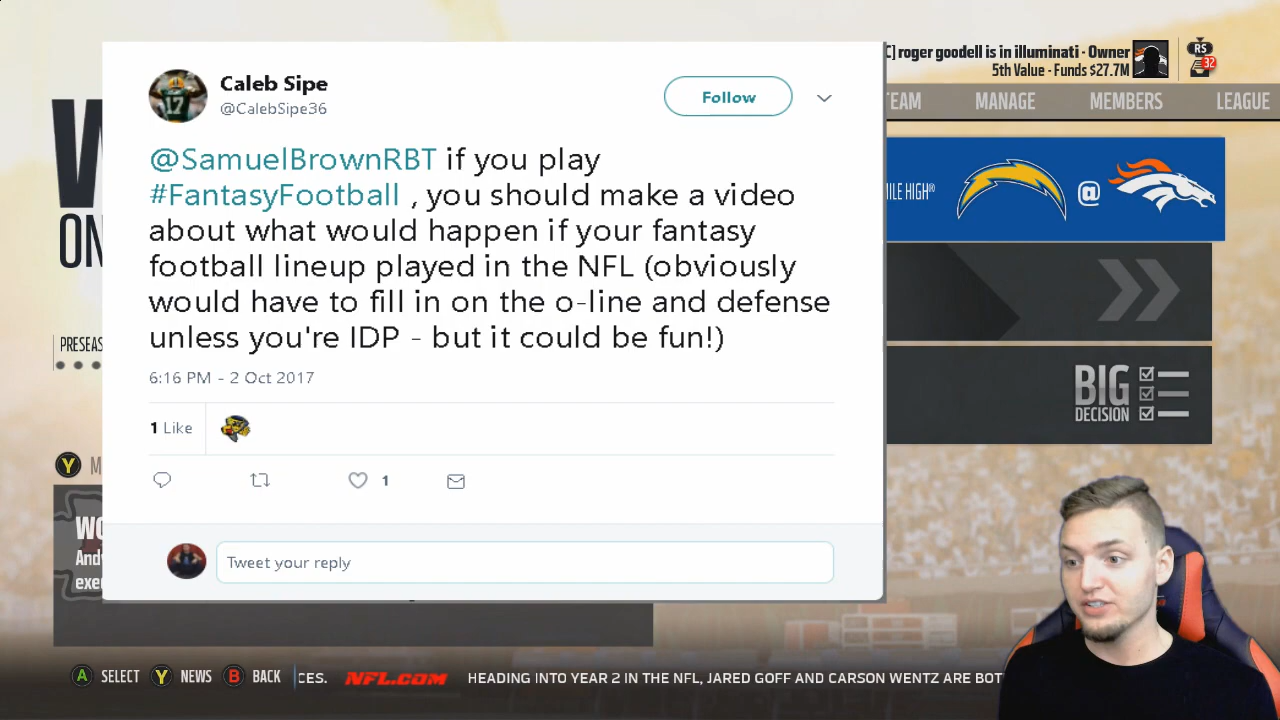 Caleb Sipe
@CalebSipe36
Follow
@SamuelBrownRBT if you play
#FantasyFootball , you should make a video
about what would happen if your fantasy
football lineup played in the NFL (obviously
would have to fill in on the o-line and defense
unless you're IDP - but it could be fun!)
6:16 PM - 2 Oct 2017
1 Like
1
Tweet your reply
17
roger goodell is in illuminati - Owner
5th Value - Funds $27.7M
RS
32
EAM
MANAGE
MEMBERS
LEAGUE
MILE HIGH®
@
W
ON
PRESEAS
BIG
DECISION
Y
M
WO
And
exe
A SELECT Y NEWS B BACK
CES. NFL.COM HEADING INTO YEAR 2 IN THE NFL, JARED GOFF AND CARSON WENTZ ARE BOT